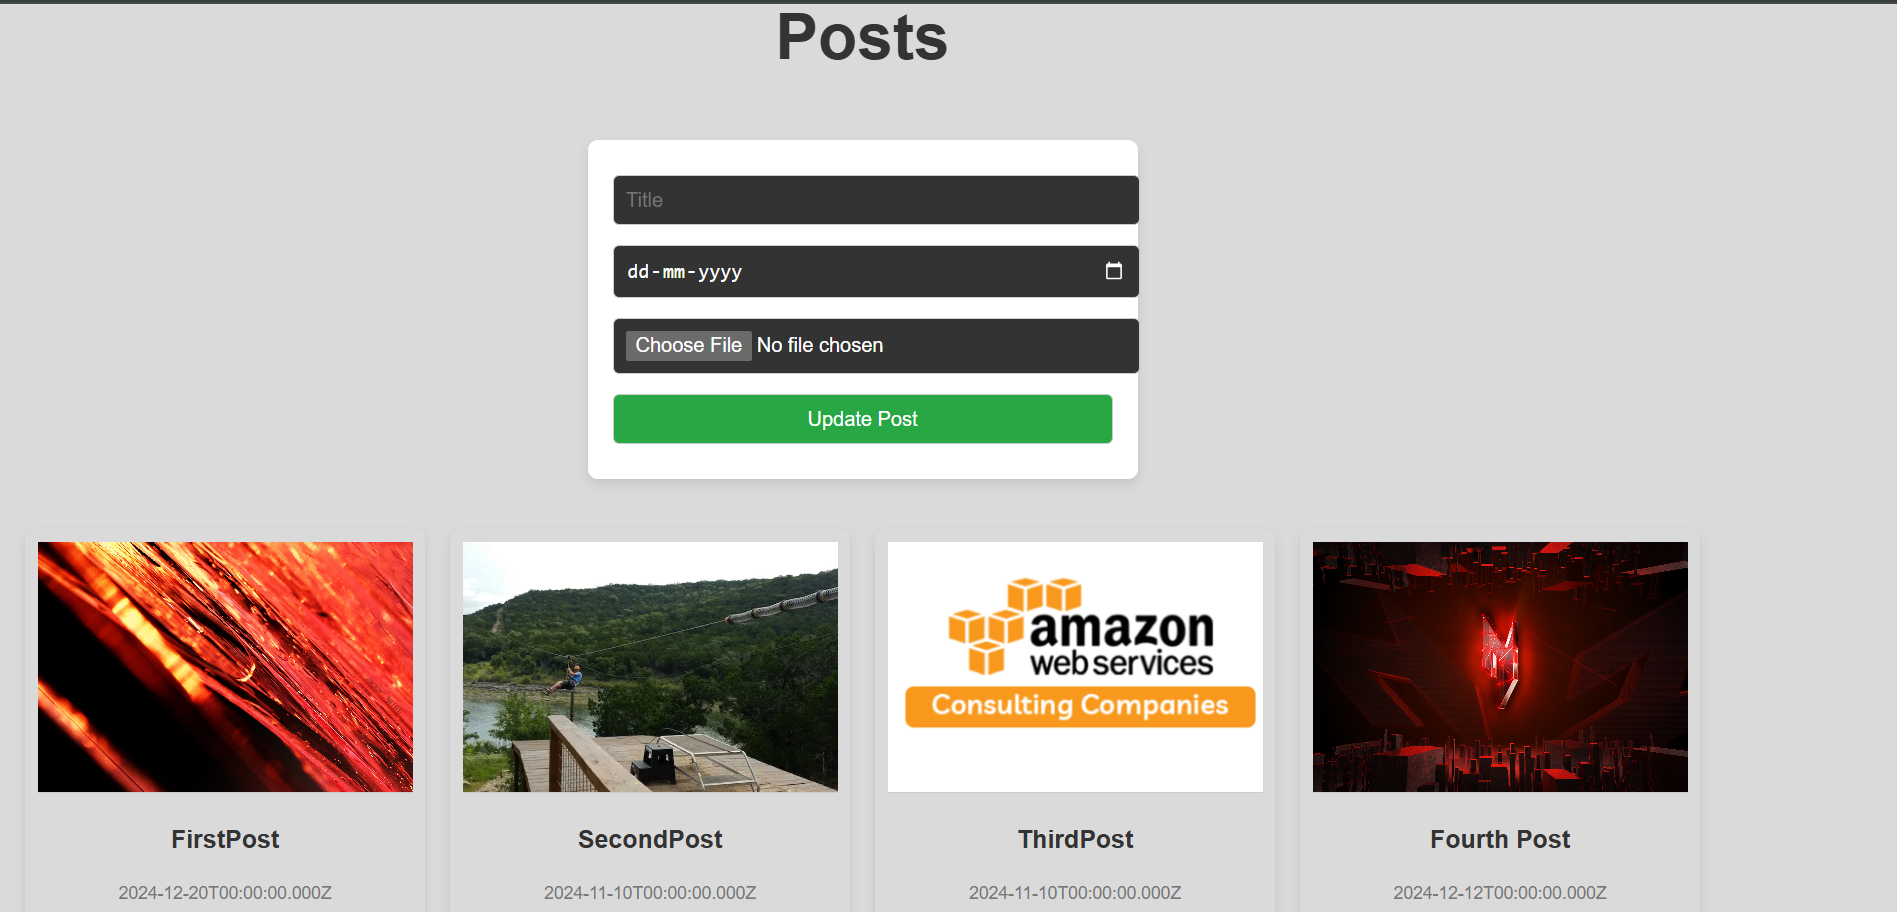 Posts
Title
dd-mm-yyyy
Choose File No file chosen
Update Post
amazon
web services
Consulting Companies
FirstPost
SecondPost
ThirdPost
Fourth Post
2024-12-20T00:00:00.000Z
2024-11-10T00:00:00.000Z
2024-11-10T00:00:00.000Z
2024-12-12T00:00:00.000Z